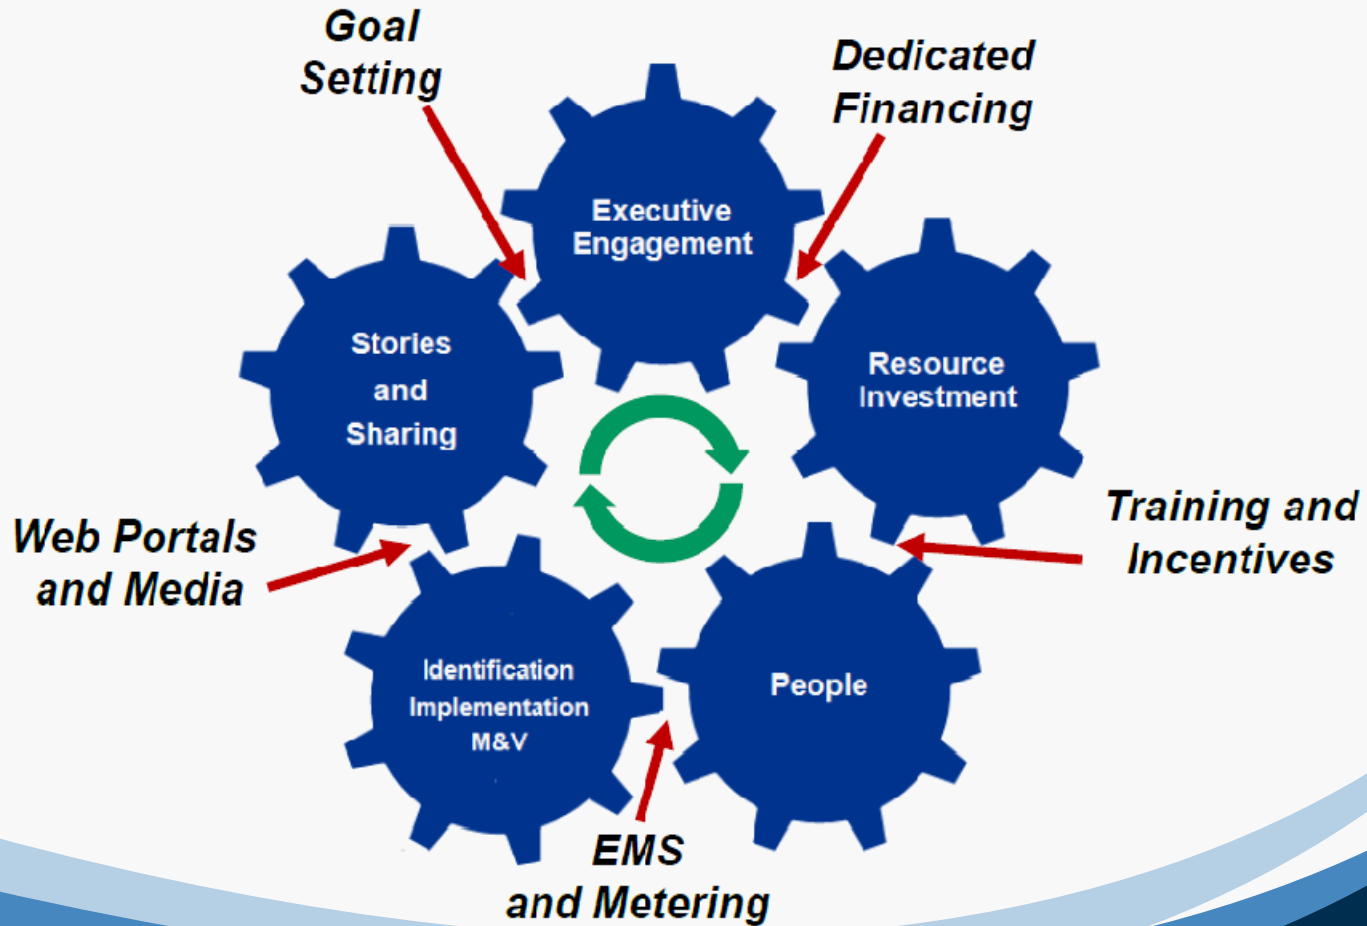 Goal
Setting
Dedicated
Financing
Executive
Engagement
Stories
and
Sharing
Resource
Investment
Web Portals
and Media
Training and
Incentives
Identification
Implementation
M&V
People
EMS
and Metering